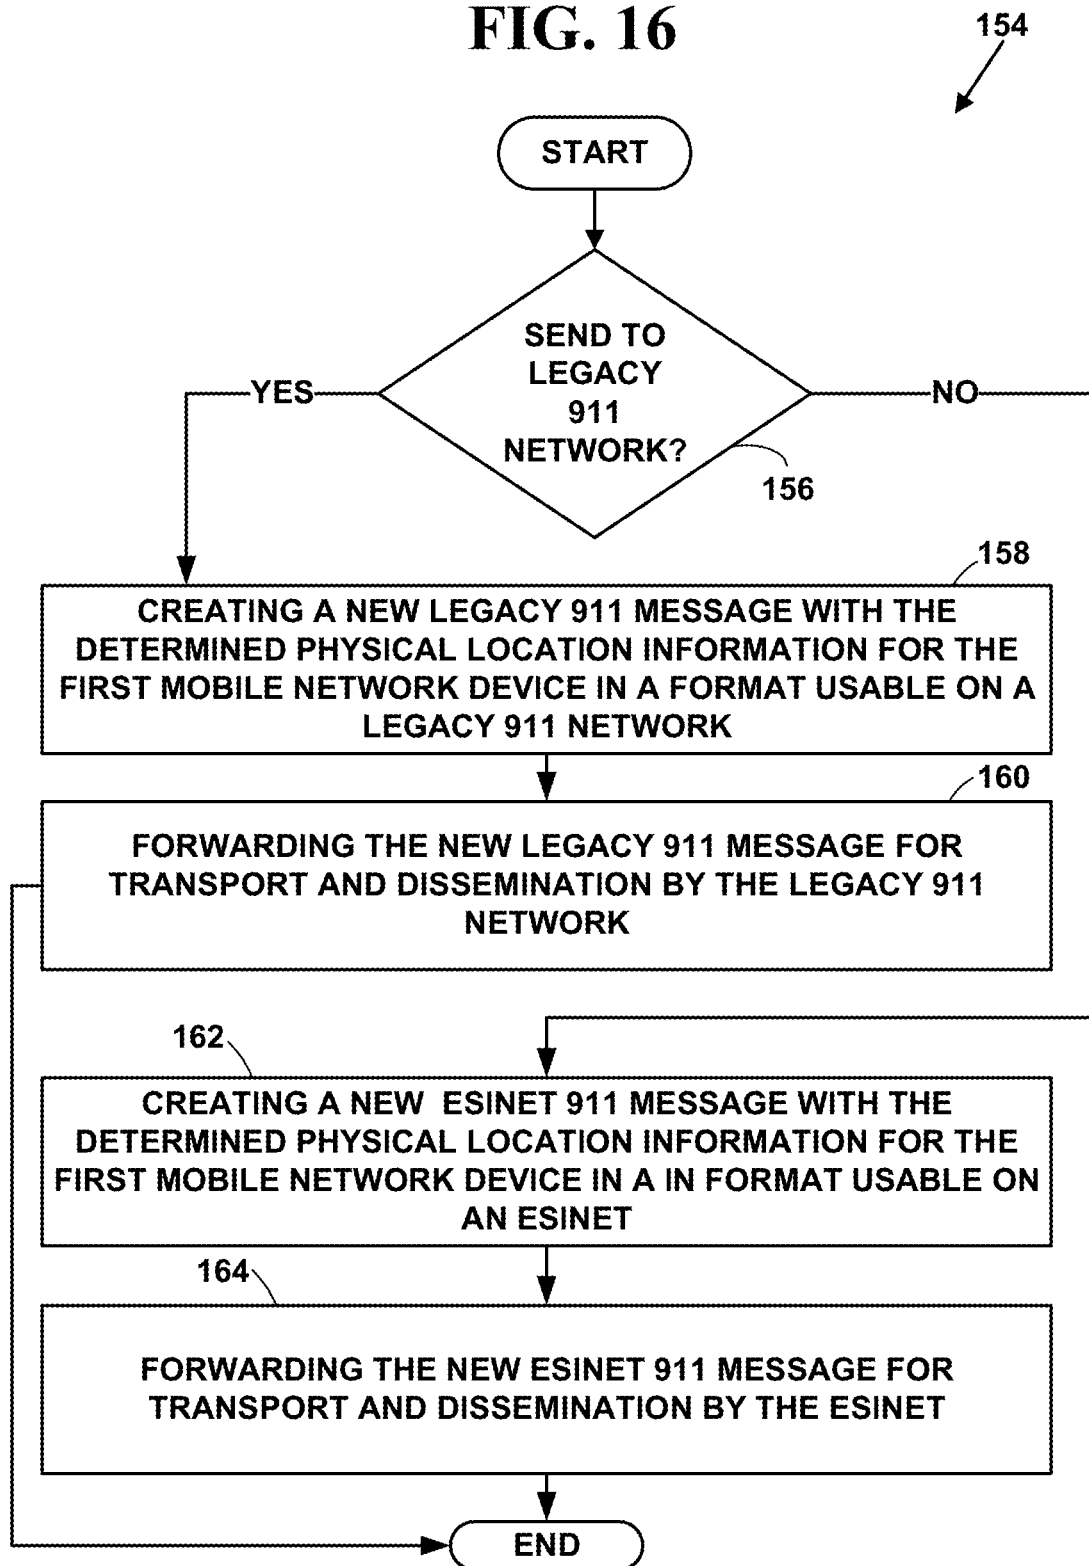 FIG. 16
154
START
SEND TO
LEGACY
911
NETWORK?
YES
NO
156
158
CREATING A NEW LEGACY 911 MESSAGE WITH THE
DETERMINED PHYSICAL LOCATION INFORMATION FOR THE
FIRST MOBILE NETWORK DEVICE IN A FORMAT USABLE ON A
LEGACY 911 NETWORK
160
FORWARDING THE NEW LEGACY 911 MESSAGE FOR
TRANSPORT AND DISSEMINATION BY THE LEGACY 911
NETWORK
162
CREATING A NEW ESINET 911 MESSAGE WITH THE
DETERMINED PHYSICAL LOCATION INFORMATION FOR THE
FIRST MOBILE NETWORK DEVICE IN A IN FORMAT USABLE ON
AN ESINET
164
FORWARDING THE NEW ESINET 911 MESSAGE FOR
TRANSPORT AND DISSEMINATION BY THE ESINET
END